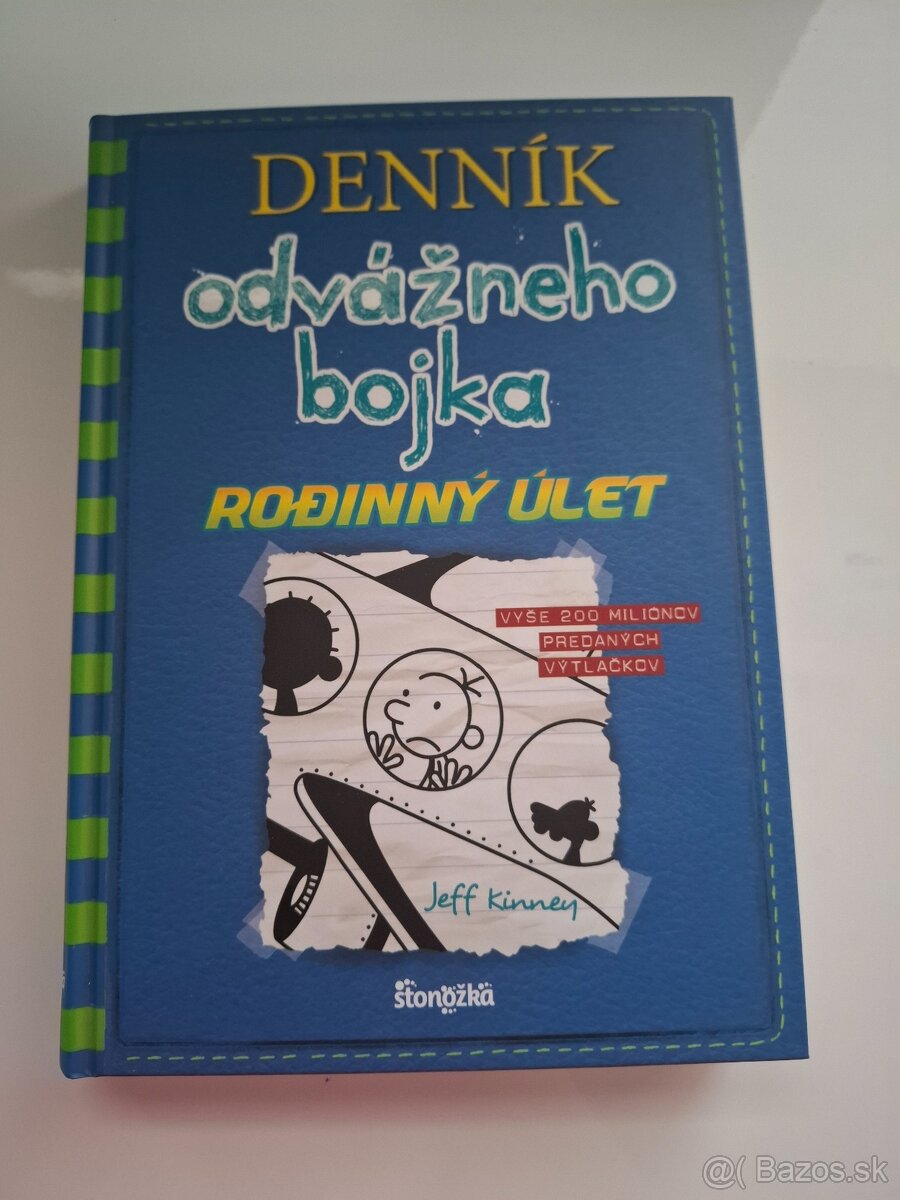 DENNÍK
odvážneho
bojka
RODINNÝ ÚLET
VYŠE 200 MILIÓNOV
PREDANÝCH
VÝTLAČKOV
Jeff Kinney
stonožka
@( Bazos.sk